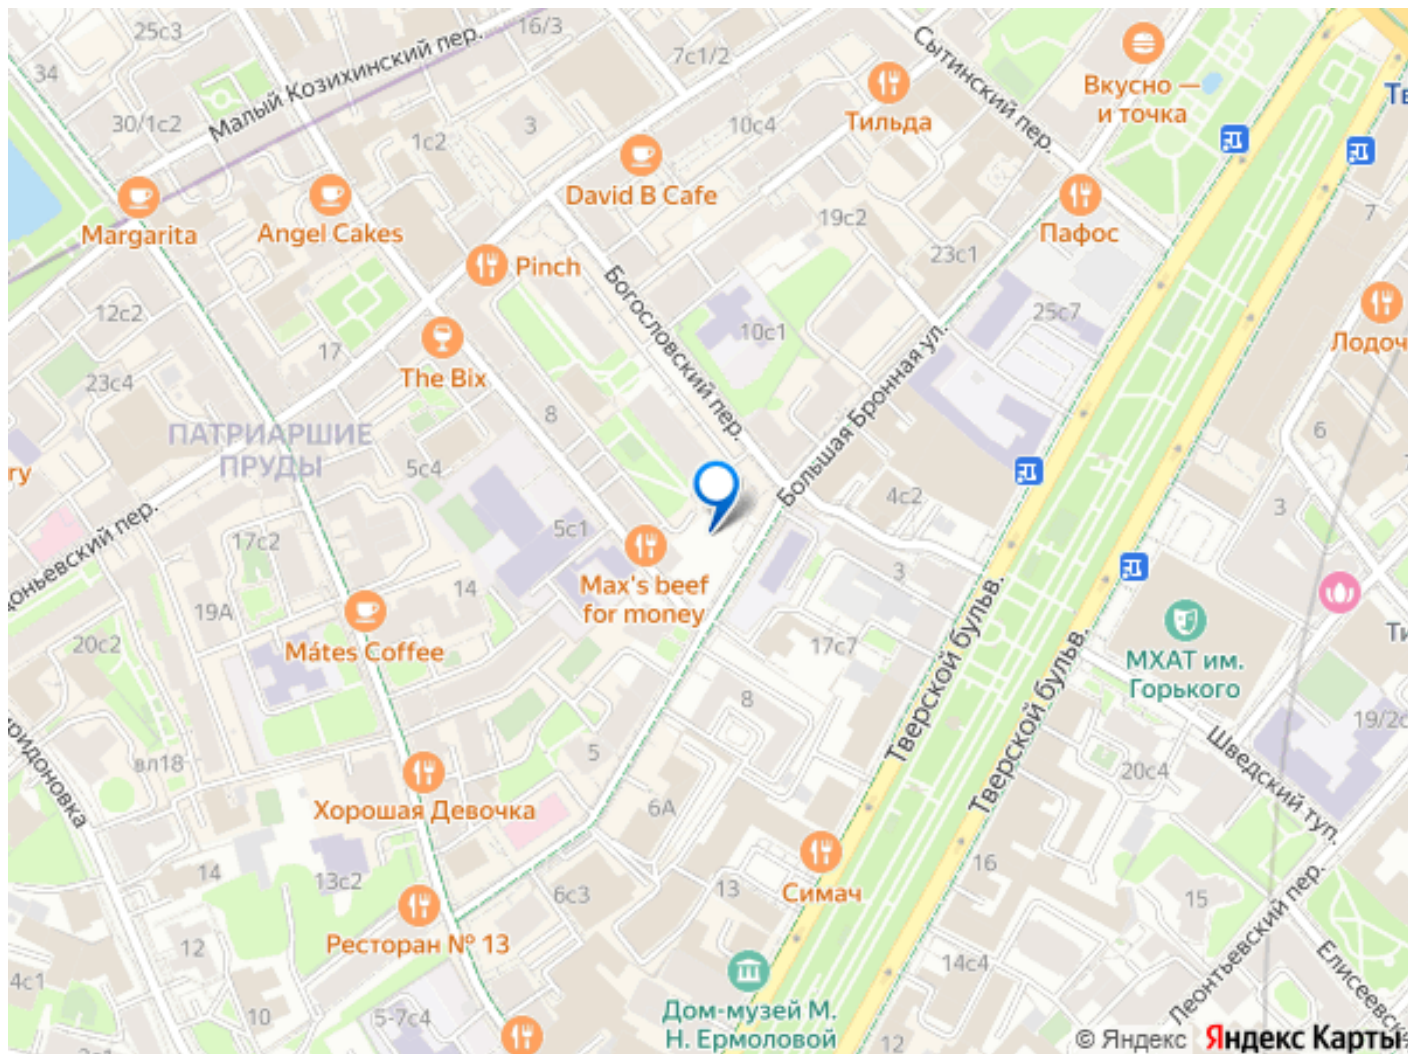 25с3
16/3
Сытинский пер.
34
Малый Козихинский пер.
7с1/2
Вкусно —
и точка
30/1с2
1с2
3
10с4
Тильда
David B Cafe
Margarita
Angel Cakes
19с2
Пафос
7
Pinch
23с1
Богословский пер.
12с2
10с1
25с7
17
The Bix
23с4
Большая Бронная ул.
8
6
ПАТРИАРШИЕ
ПРУДЫ
5с4
4с2
3
17с2
5с1
Max's beef
for money
3
14
19А
20с2
Mátes Coffee
17с7
Тверской бульв.
Тверской бульв.
МХАТ им.
Горького
8
19/2с
Шведский туп.
5
вл18
20с4
Хорошая Девочка
6А
16
14
13с2
6с3
13
Симач
15
Леонтьевский пер.
Ресторан № 13
12
14с4
4с1
10
5-7с4
Дом-музей М.
Н. Ермоловой
12
© Яндекс Яндекс Карты